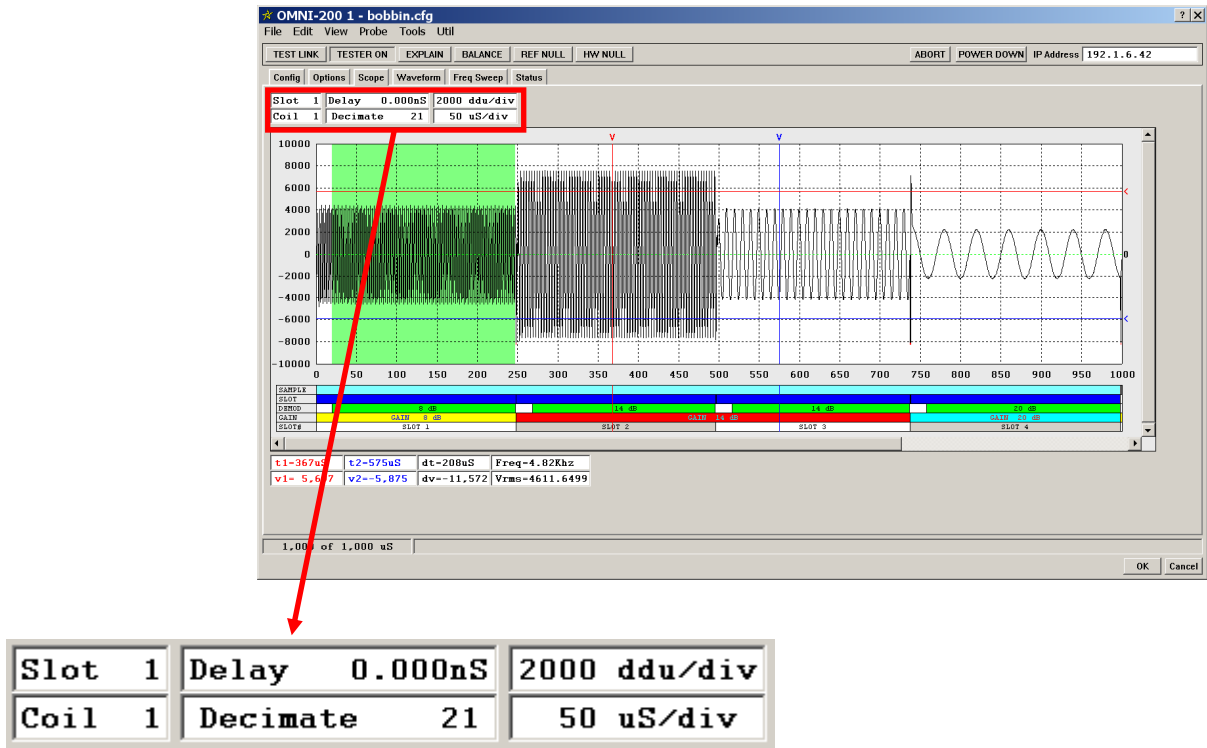 OMNI-200 1 - bobbin.cfg ? X
File Edit View Probe Tools Util
TEST LINK TESTER ON EXPLAIN BALANCE REF NULL HW NULL ABORT POWER DOWN IP Address 192.1.6.42
Config Options Scope Waveform Freq Sweep Status
Slot 1 Delay 0.000nS 2000 ddu/div
Coil 1 Decimate 21 50 uS/div
V V
10000
8000
6000
4000
2000
0 0
-2000
-4000
-6000
-8000
-10000
0 50 100 150 200 250 300 350 400 450 500 550 600 650 700 750 800 850 900 950 1000
SAMPLE
SLOT
DEMOD 8 dB 14 dB 14 dB 20 dB
GAIN GAIN 8 dB GAIN 14 dB GAIN 20 dB
SLOT# SLOT 1 SLOT 2 SLOT 3 SLOT 4
t1-367uS t2-575uS dt-208uS Freq-4.82Khz
v1- v2--5,875 dv--11,572 Vrms-4611.6499
1,000 of 1,000 uS
OK Cancel
Slot 1 Delay 0.000nS 2000 ddu/div
Coil 1 Decimate 21 50 uS/div